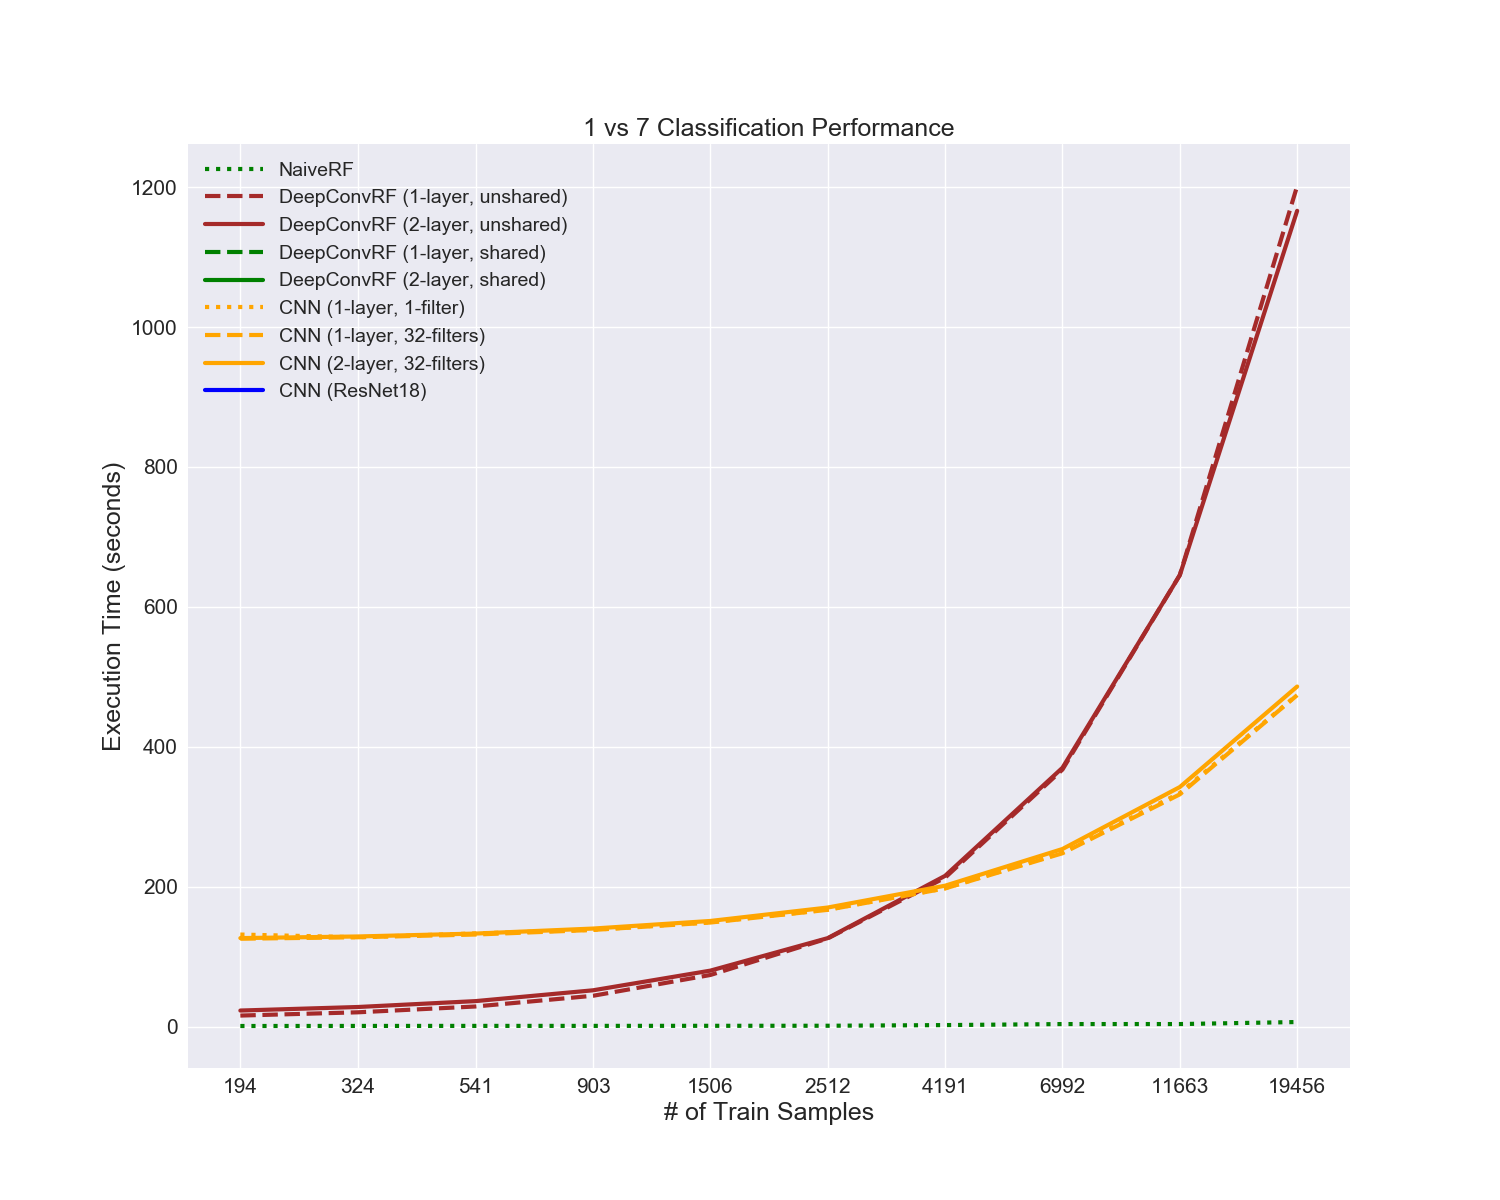 1 vs 7 Classification Performance
NaiveRF
DeepConvRF (1-layer, unshared)
DeepConvRF (2-layer, unshared)
DeepConvRF (1-layer, shared)
DeepConvRF (2-layer, shared)
CNN (1-layer, 1-filter)
CNN (1-layer, 32-filters)
CNN (2-layer, 32-filters)
CNN (ResNet18)
Execution Time (seconds)
1200
1000
800
600
400
200
0
194 324 541 903 1506 2512 4191 6992 11663 19456
# of Train Samples